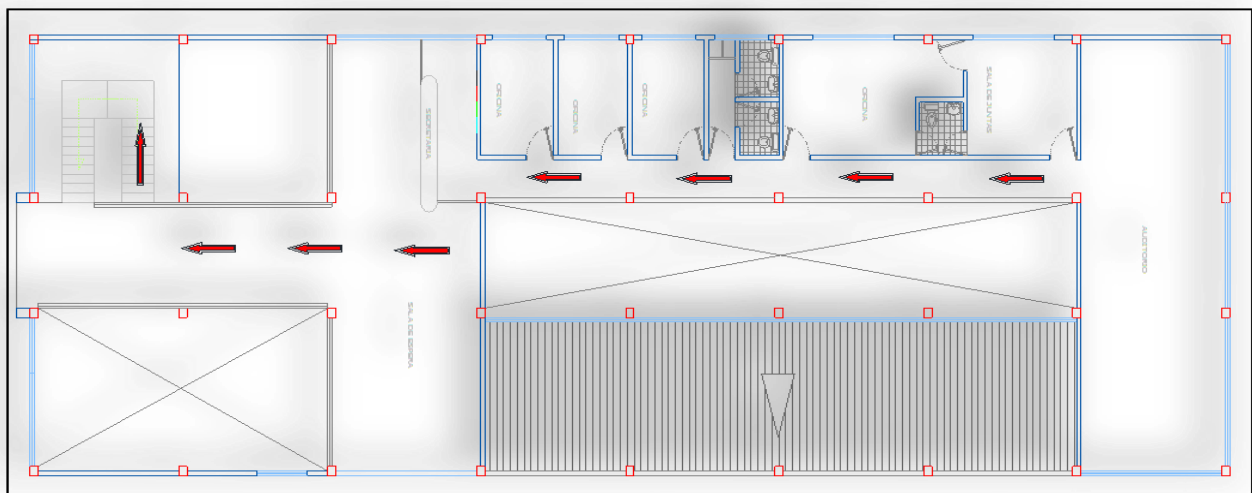 OFICINA
OFICINA
OFICINA
OFICINA
SALA DE JUNTAS
SECRETARIA
AUDITORIO
SALA DE ESPERA